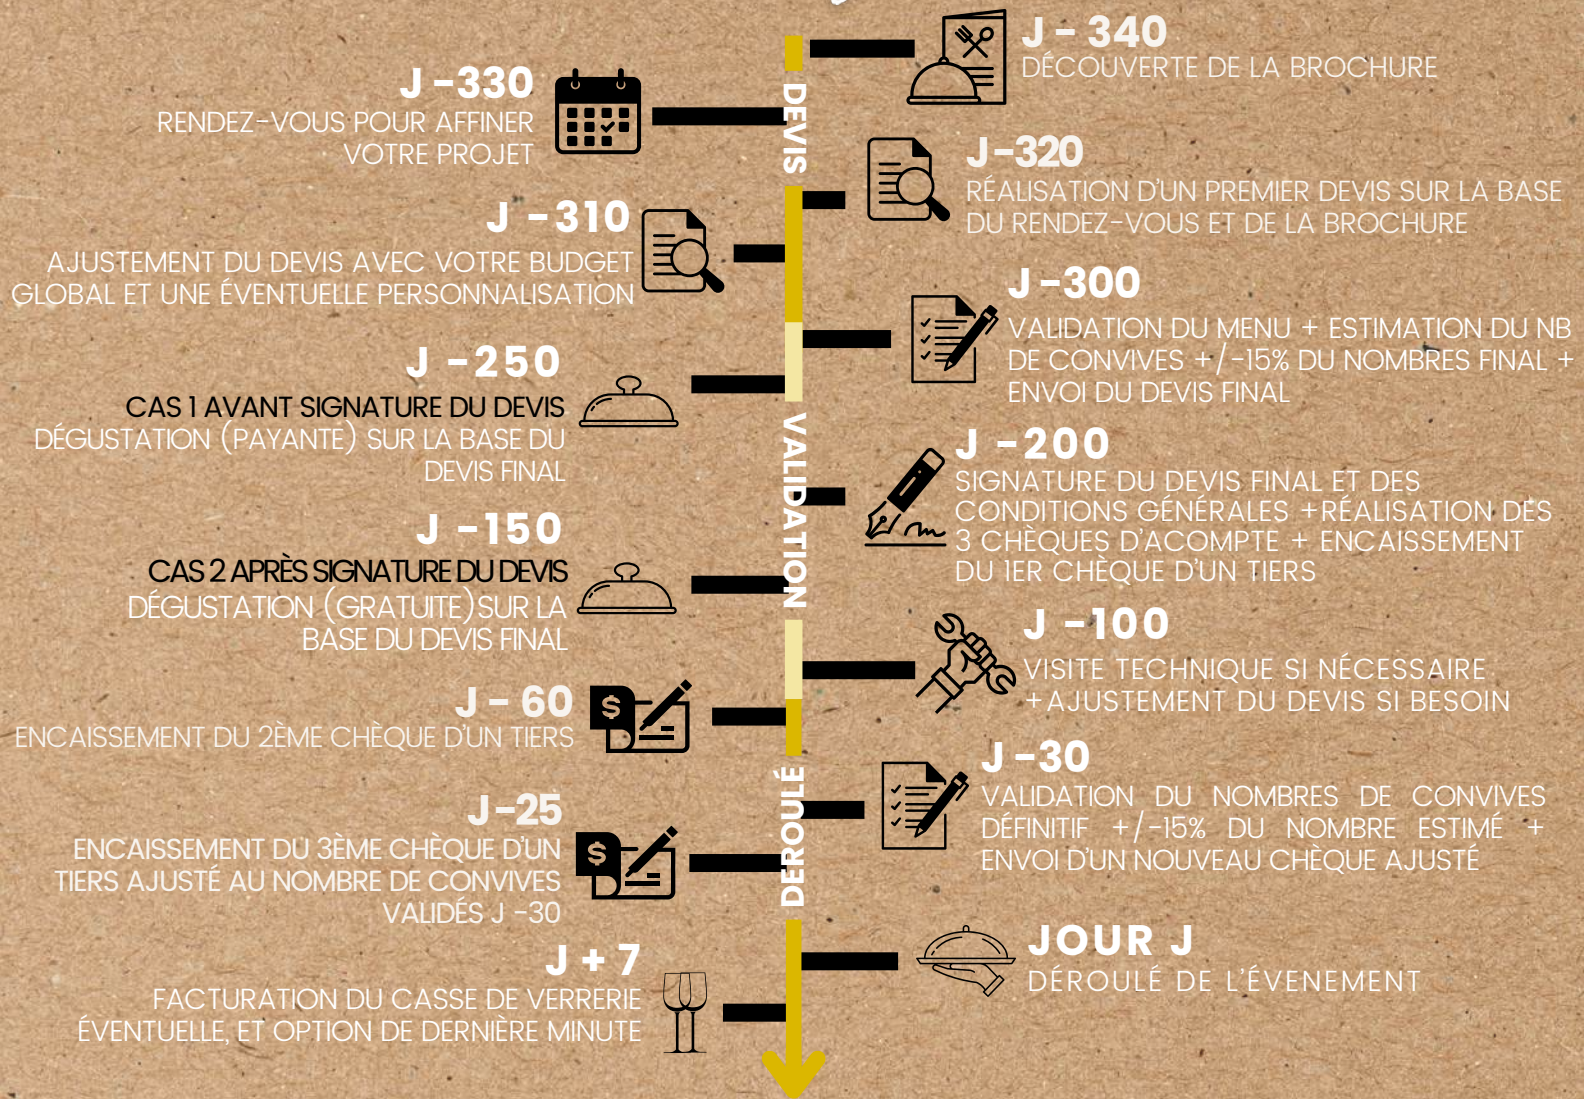 J - 340
DÉCOUVERTE DE LA BROCHURE
J -330
RENDEZ-VOUS POUR AFFINER
VOTRE PROJET
DEVIS
J -320
RÉALISATION D'UN PREMIER DEVIS SUR LA BASE
DU RENDEZ-VOUS ET DE LA BROCHURE
J -310
AJUSTEMENT DU DEVIS AVEC VOTRE BUDGET
GLOBAL ET UNE ÉVENTUELLE PERSONNALISATION
J -300
VALIDATION DU MENU + ESTIMATION DU NB
DE CONVIVES +/-15% DU NOMBRES FINAL +
ENVOI DU DEVIS FINAL
J -250
CAS 1 AVANT SIGNATURE DU DEVIS
DÉGUSTATION (PAYANTE) SUR LA BASE DU
DEVIS FINAL
VALIDATION
J -200
SIGNATURE DU DEVIS FINAL ET DES
CONDITIONS GÉNÉRALES +RÉALISATION DES
3 CHÈQUES D'ACOMPTE + ENCAISSEMENT
DU 1ER CHÈQUE D'UN TIERS
J -150
CAS 2 APRÈS SIGNATURE DU DEVIS
DÉGUSTATION (GRATUITE) SUR LA
BASE DU DEVIS FINAL
J -100
VISITE TECHNIQUE SI NÉCESSAIRE
+AJUSTEMENT DU DEVIS SI BESOIN
J - 60
ENCAISSEMENT DU 2ÈME CHÈQUE D'UN TIERS
$
DEROULÉ
J -30
VALIDATION DU NOMBRES DE CONVIVES
DÉFINITIF +/-15% DU NOMBRE ESTIMÉ +
ENVOI D'UN NOUVEAU CHÈQUE AJUSTÉ
J -25
ENCAISSEMENT DU 3ÈME CHÈQUE D'UN
TIERS AJUSTÉ AU NOMBRE DE CONVIVES
VALIDÉS J -30
$
JOUR J
DÉROULÉ DE L'ÉVENEMENT
J + 7
FACTURATION DU CASSE DE VERRERIE
ÉVENTUELLE, ET OPTION DE DERNIÈRE MINUTE